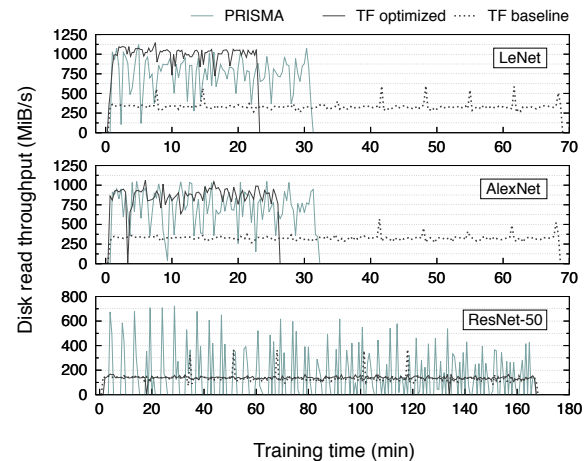 PRISMA TF optimized TF baseline
1250
1000
750
500
250
0
LeNet
0 10 20 30 40 50 60 70
Disk read throughput (MiB/s)
1250
1000
750
500
250
0
AlexNet
0 10 20 30 40 50 60 70
800
600
400
200
0
ResNet-50
0 20 40 60 80 100 120 140 160 180
Training time (min)